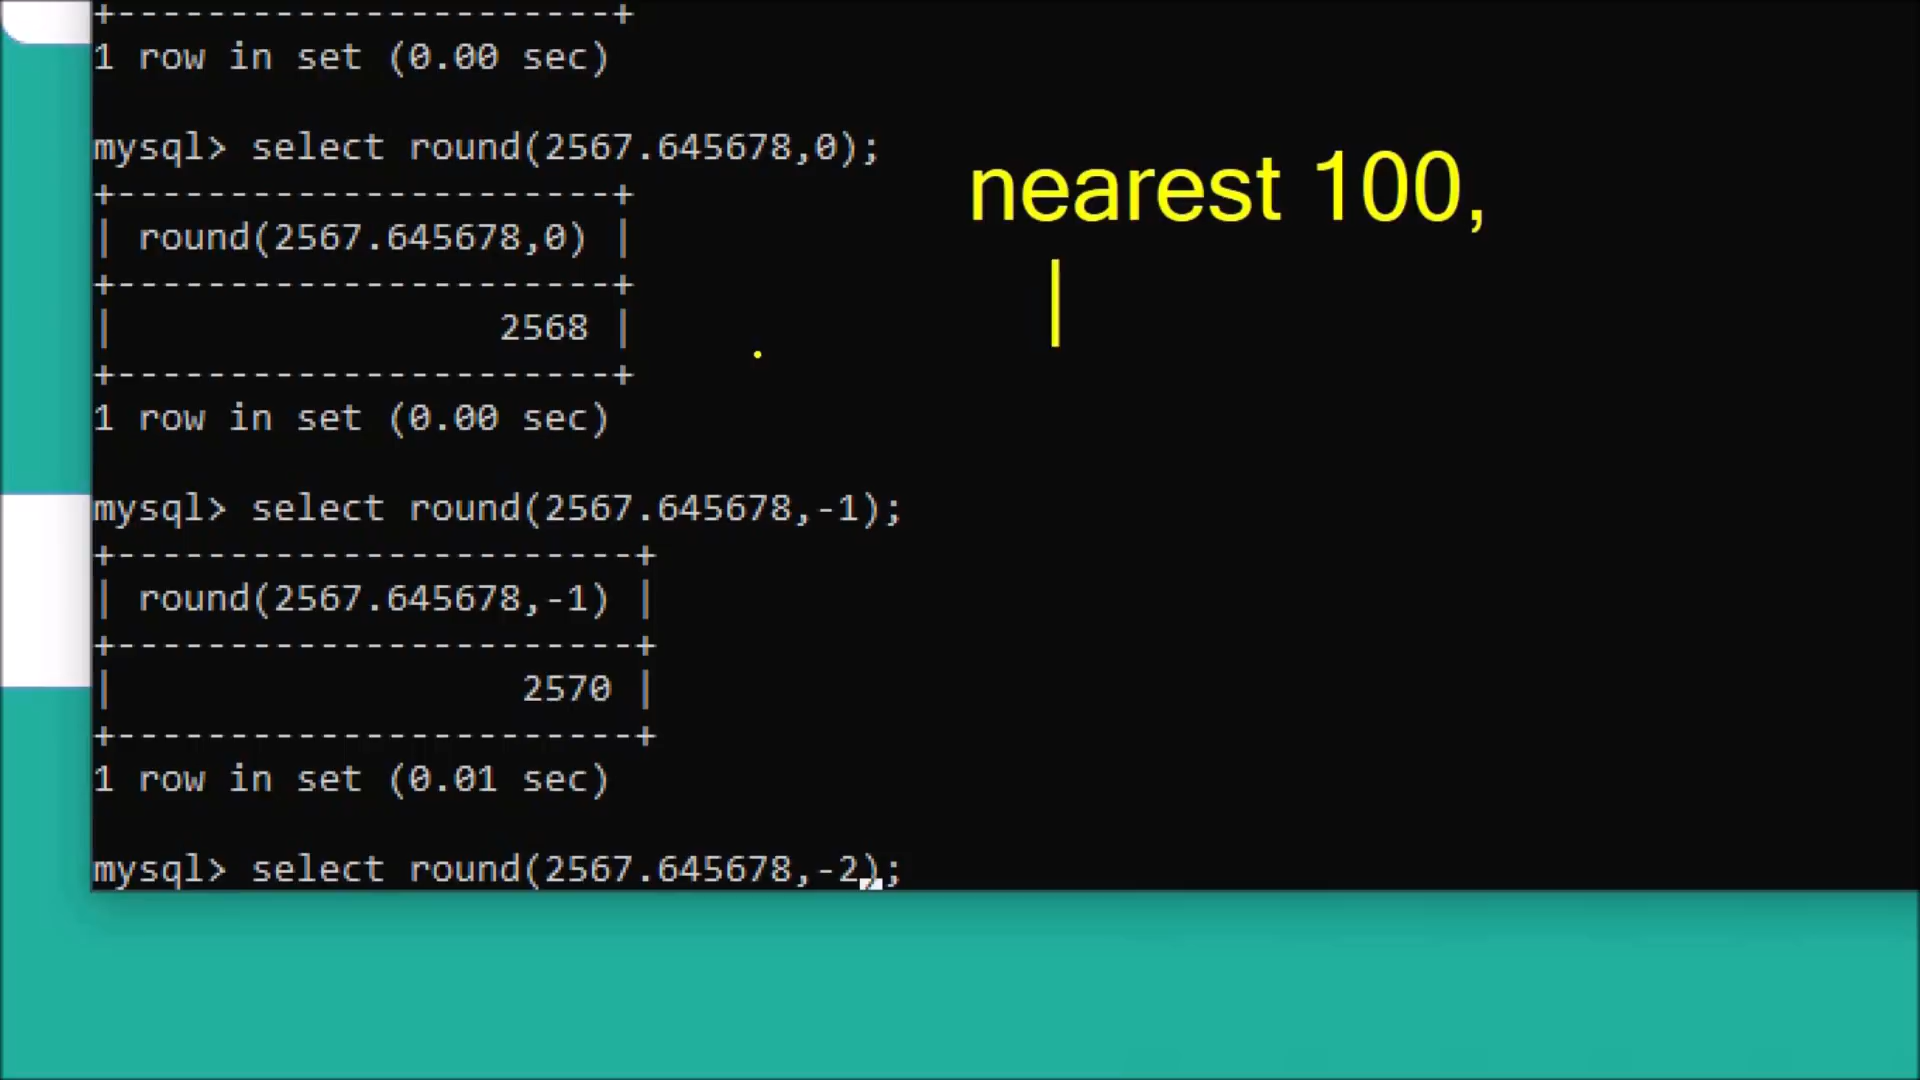 +-----------------------+
1 row in set (0.00 sec)
mysql> select round(2567.645678,0);
nearest 100,
+-----------------------+
| round(2567.645678,0) |
+-----------------------+
| 2568 |
+-----------------------+
1 row in set (0.00 sec)
mysql> select round(2567.645678,-1);
+------------------------+
| round(2567.645678,-1) |
+------------------------+
| 2570 |
+------------------------+
1 row in set (0.01 sec)
mysql> select round(2567.645678,-2);